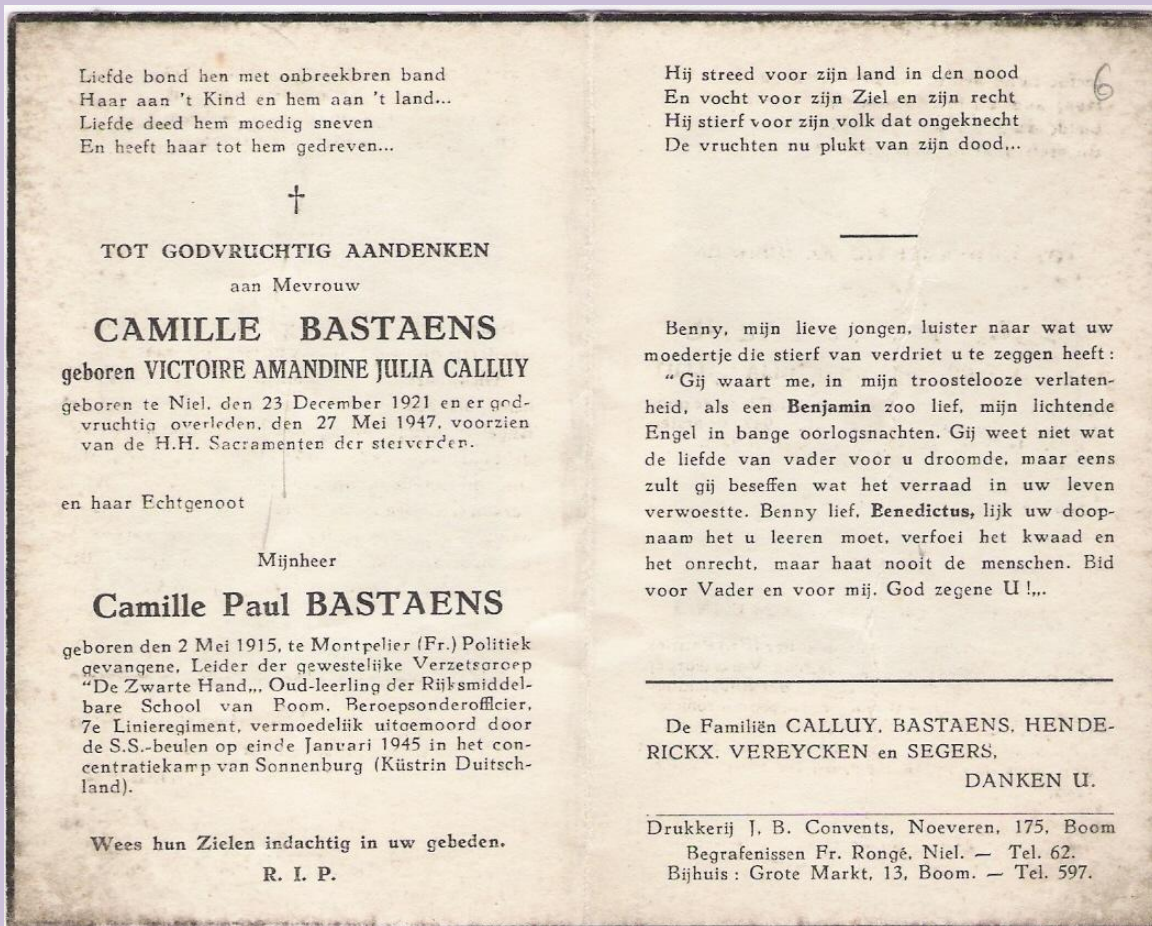 Liefde bond hen met onbreekbren band
Haar aan 't Kind en hem aan 't land...
Liefde deed hem moedig sneven
En heeft haar tot hem gedreven...
†
TOT GODVRUCHTIG AANDENKEN
aan Mevrouw
CAMILLE BASTAENS
geboren VICTOIRE AMANDINE JULIA CALLUY
geboren te Niel, den 23 December 1921 en er god-
vruchtig overleden, den 27 Mei 1947, voorzien
van de H.H. Sacramenten der sterverden.
en haar Echtgenoot
Mijnheer
Camille Paul BASTAENS
geboren den 2 Mei 1915, te Montpelier (Fr.) Politiek
gevangene, Leider der gewestelijke Verzetsgroep
"De Zwarte Hand„, Oud-leerling der Rijksmiddel-
bare School van Boom. Beroepsonderofficier,
7e Linieregiment, vermoedelijk uitgemoord door
de S.S.-beulen op einde Januari 1945 in het con-
centratiekamp van Sonnenburg (Küstrin Duitsch-
land).
Wees hun Zielen indachtig in uw gebeden.
R. I. P.
Hij streed voor zijn land in den nood
En vocht voor zijn Ziel en zijn recht
Hij stierf voor zijn volk dat ongeknecht
De vruchten nu plukt van zijn dood...
6
Benny, mijn lieve jongen, luister naar wat uw
moedertje die stierf van verdriet u te zeggen heeft :
"Gij waart me, in mijn troostelooze verlaten-
heid, als een Benjamin zoo lief, mijn lichtende
Engel in bange oorlogsnachten. Gij weet niet wat
de liefde van vader voor u droomde, maar eens
zult gij beseffen wat het verraad in uw leven
verwoestte. Benny lief, Benedictus, lijk uw doop-
naam het u leeren moet, verfoei het kwaad en
het onrecht, maar haat nooit de menschen. Bid
voor Vader en voor mij. God zegene U !„.
De Familiën CALLUY, BASTAENS, HENDE-
RICKX, VEREYCKEN en SEGERS,
DANKEN U.
Drukkerij J. B. Convents, Noeveren, 175, Boom
Begrafenissen Fr. Rongé, Niel. — Tel. 62.
Bijhuis : Grote Markt, 13, Boom. — Tel. 597.